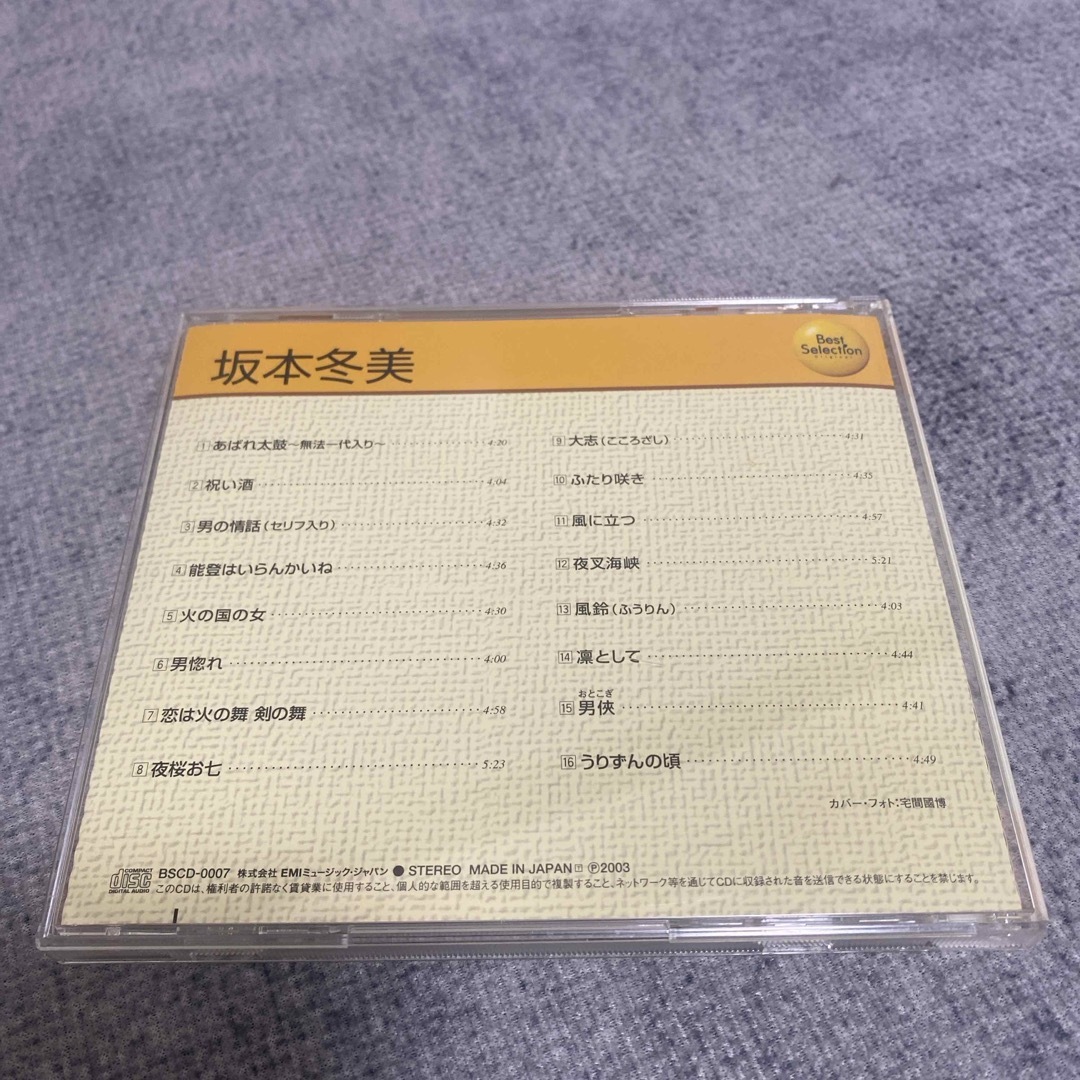 坂本冬美
Best
Selection
1 あばれ太鼓～無法一代入り～ 4:20
2 祝い酒 4:04
3 男の情話（セリフ入り） 4:32
4 能登はいらんかいね 4:36
5 火の国の女 4:30
6 男惚れ 4:00
7 恋は火の舞 剣の舞 4:58
8 夜桜お七 5:23
9 大志（こころざし） 4:31
10 ふたり咲き 4:35
11 風に立つ 4:57
12 夜叉海峡 5:21
13 風鈴（ふうりん） 4:03
14 凛として 4:44
おとこぎ
15 男侠 4:41
16 うりずんの頃 4:49
カバー・フォト：宅間國博
COMPACT
disc
DIGITAL AUDIO
BSCD-0007 株式会社 EMIミュージック・ジャパン ● STEREO MADE IN JAPAN ℗2003
このCDは、権利者の許諾なく賃貸業に使用すること、個人的な範囲を超える使用目的で複製すること、ネットワーク等を通じてCDに収録された音を送信できる状態にすることを禁じます。